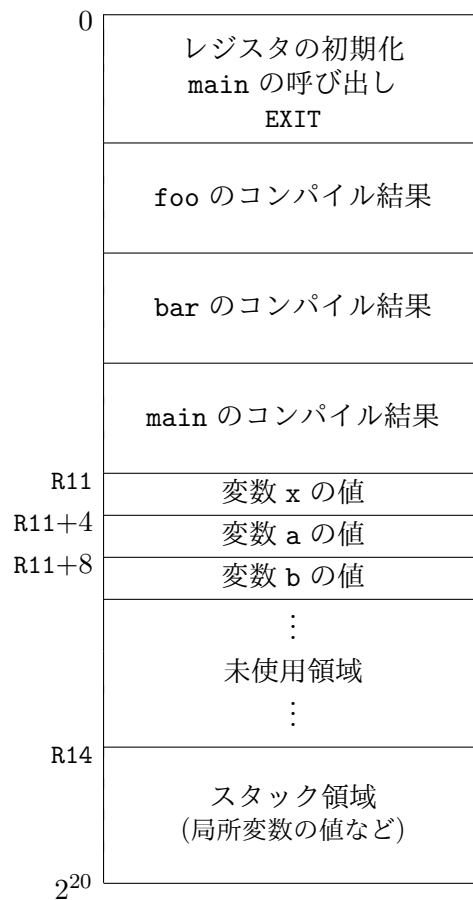 0
レジスタの初期化
main の呼び出し
EXIT
foo のコンパイル結果
bar のコンパイル結果
main のコンパイル結果
R11
変数 x の値
R11+4
変数 a の値
R11+8
変数 b の値
⋮
未使用領域
⋮
R14
スタック領域
(局所変数の値など)
2^20